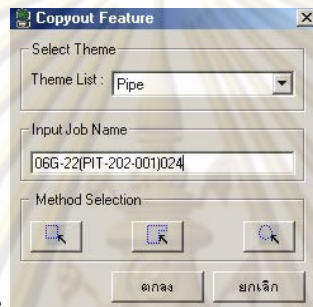 Copyout Feature
Select Theme
Theme List : Pipe
Input Job Name
06G-22(PIT-202-001)024
Method Selection
ตกลง ยกเลิก